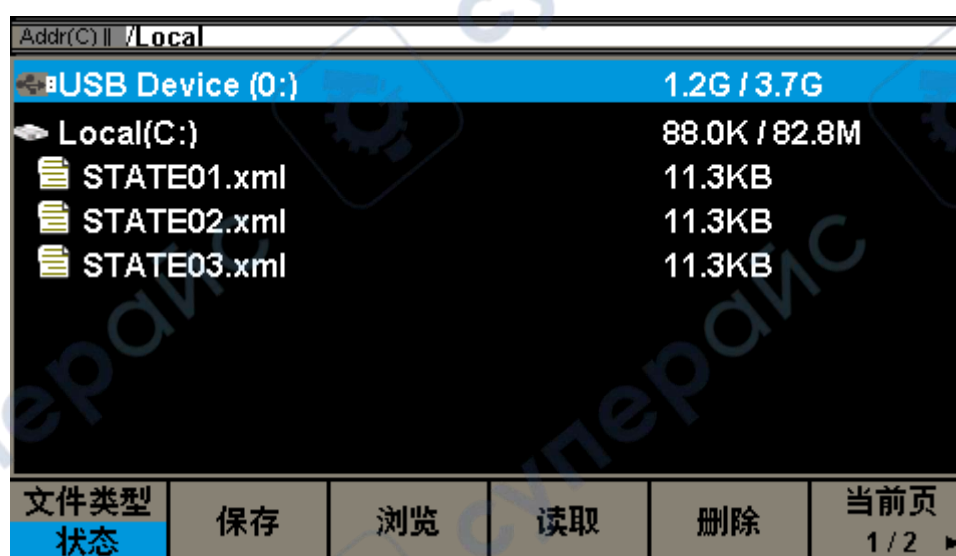 Addr(C) || /Local
USB Device (0:) 1.2G / 3.7G
Local(C:) 88.0K / 82.8M
STATE01.xml 11.3KB
STATE02.xml 11.3KB
STATE03.xml 11.3KB
文件类型 保存 浏览 读取 删除 当前页
状态 1 / 2
суперайс